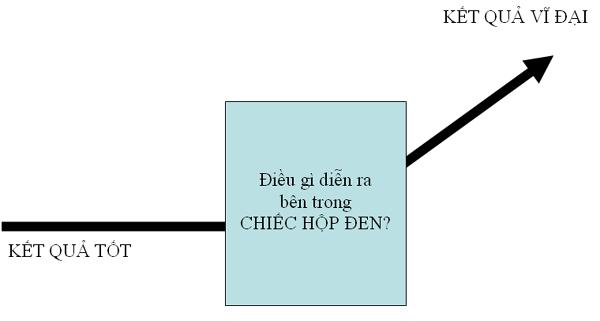 KẾT QUẢ VĨ ĐẠI
Điều gì diễn ra
bên trong
CHIẾC HỘP ĐEN?
KẾT QUẢ TỐT